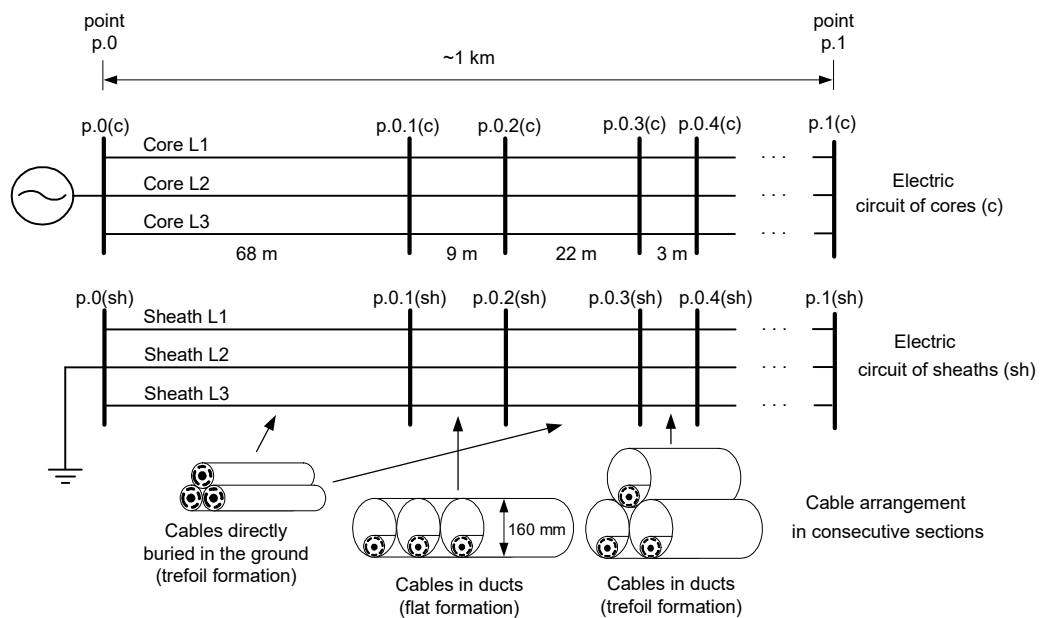 point
p.0
point
p.1
~1 km
p.0(c)
p.0.1(c)
p.0.2(c)
p.0.3(c)
p.0.4(c)
p.1(c)
Core L1
Core L2
Core L3
68 m
9 m
22 m
3 m
. . .
. . .
. . .
Electric
circuit of cores (c)
p.0(sh)
p.0.1(sh)
p.0.2(sh)
p.0.3(sh)
p.0.4(sh)
p.1(sh)
Sheath L1
Sheath L2
Sheath L3
. . .
. . .
. . .
Electric
circuit of sheaths (sh)
Cables directly
buried in the ground
(trefoil formation)
160 mm
Cables in ducts
(flat formation)
Cables in ducts
(trefoil formation)
Cable arrangement
in consecutive sections